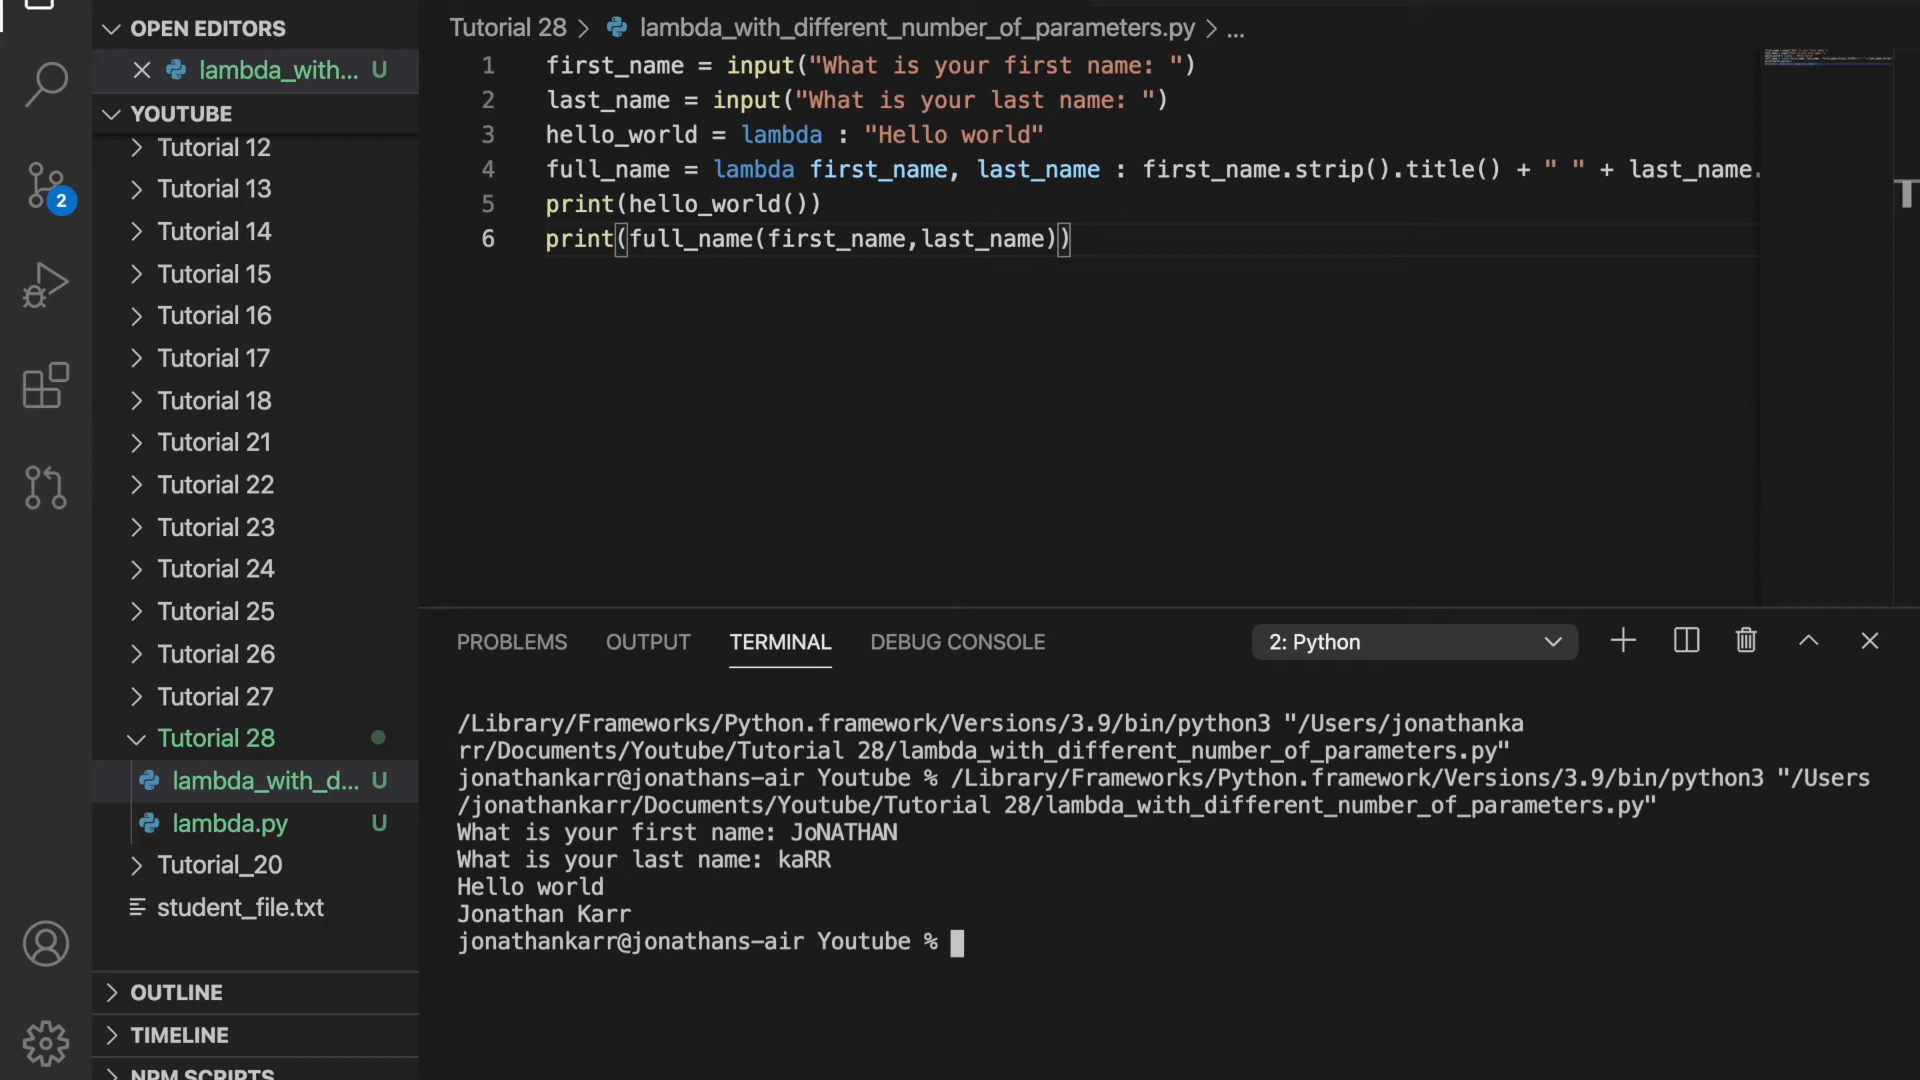 OPEN EDITORS
lambda_with... U
YOUTUBE
Tutorial 12
Tutorial 13
2
Tutorial 14
Tutorial 15
Tutorial 16
Tutorial 17
Tutorial 18
Tutorial 21
Tutorial 22
Tutorial 23
Tutorial 24
Tutorial 25
Tutorial 26
Tutorial 27
Tutorial 28
lambda_with_d... U
lambda.py U
Tutorial_20
student_file.txt
OUTLINE
TIMELINE
NPM SCRIPTS
Tutorial 28 > lambda_with_different_number_of_parameters.py > ...
1 first_name = input("What is your first name: ")
2 last_name = input("What is your last name: ")
3 hello_world = lambda : "Hello world"
4 full_name = lambda first_name, last_name : first_name.strip().title() + " " + last_name.
5 print(hello_world())
6 print(full_name(first_name,last_name))
PROBLEMS OUTPUT TERMINAL DEBUG CONSOLE 2: Python
/Library/Frameworks/Python.framework/Versions/3.9/bin/python3 "/Users/jonathanka
rr/Documents/Youtube/Tutorial 28/lambda_with_different_number_of_parameters.py"
jonathankarr@jonathans-air Youtube % /Library/Frameworks/Python.framework/Versions/3.9/bin/python3 "/Users
/jonathankarr/Documents/Youtube/Tutorial 28/lambda_with_different_number_of_parameters.py"
What is your first name: JoNATHAN
What is your last name: kaRR
Hello world
Jonathan Karr
jonathankarr@jonathans-air Youtube %